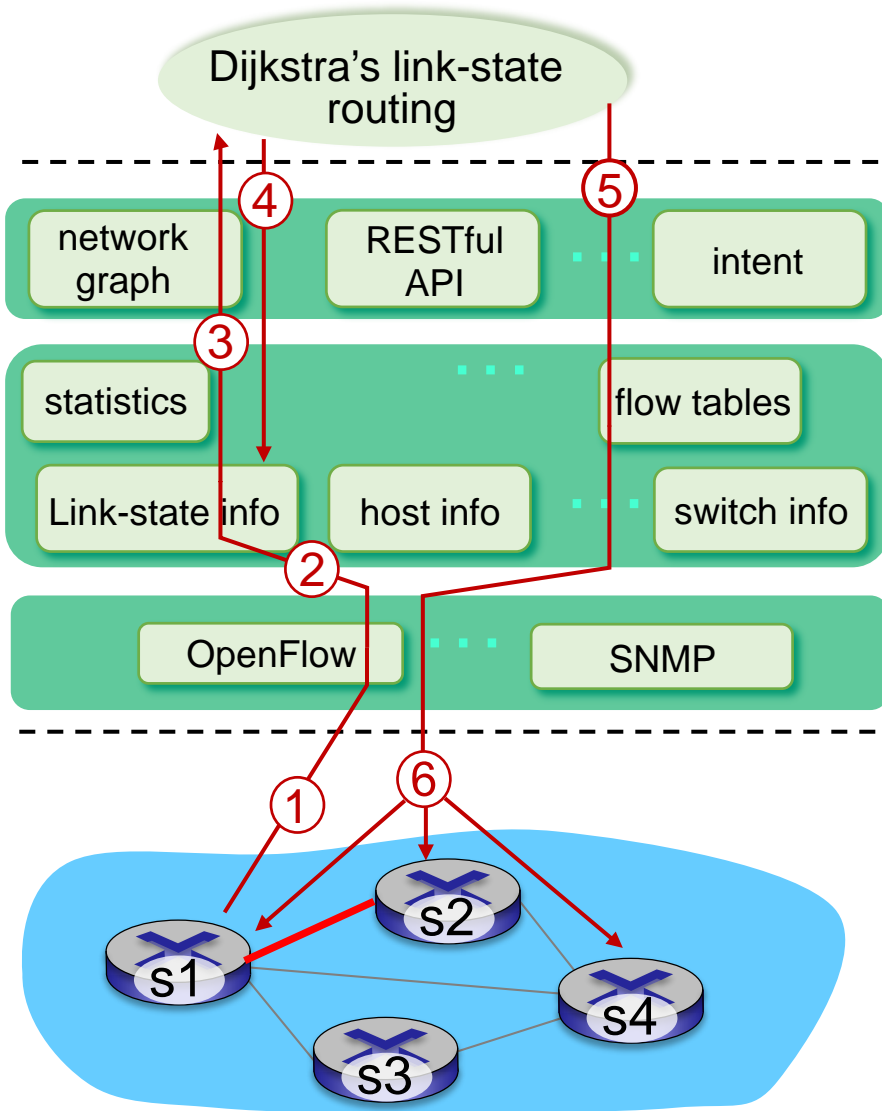 Dijkstra’s link-state
routing
4
5
network
graph
RESTful
API
intent
3
statistics
flow tables
Link-state info
host info
switch info
2
OpenFlow
SNMP
1
6
s2
s1
s4
s3